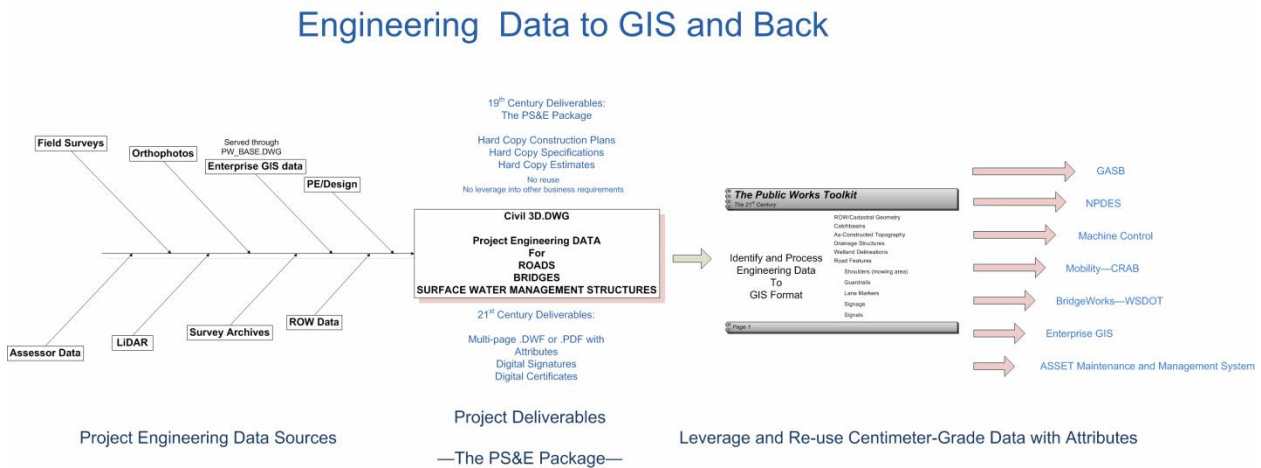 Engineering Data to GIS and Back
Field Surveys
Orthophotos
Served through
PW_BASE.DWG
Enterprise GIS data
PE/Design
Assessor Data
LiDAR
Survey Archives
ROW Data
Project Engineering Data Sources
19th Century Deliverables:
The PS&E Package
Hard Copy Construction Plans
Hard Copy Specifications
Hard Copy Estimates
No reuse
No leverage into other business requirements
Civil 3D.DWG
Project Engineering DATA
For
ROADS
BRIDGES
SURFACE WATER MANAGEMENT STRUCTURES
21st Century Deliverables:
Multi-page .DWF or .PDF with
Attributes
Digital Signatures
Digital Certificates
Project Deliverables
—The PS&E Package—
The Public Works Toolkit
The 21st Century
Identify and Process
Engineering Data
To
GIS Format
ROW/Cadastral Geometry
Catchbasins
As-Constructed Topography
Drainage Structures
Wetland Delineations
Road Features
Shoulders (mowing area)
Guardrails
Lane Markers
Signage
Signals
Page 1
GASB
NPDES
Machine Control
Mobility—CRAB
BridgeWorks—WSDOT
Enterprise GIS
ASSET Maintenance and Management System
Leverage and Re-use Centimeter-Grade Data with Attributes